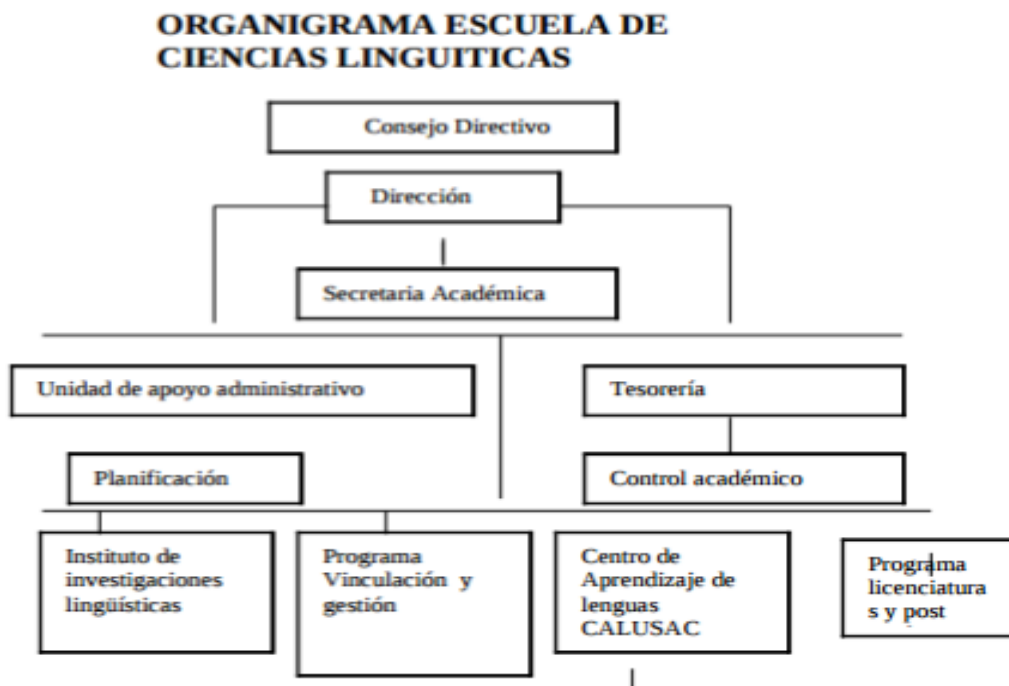 ORGANIGRAMA ESCUELA DE
CIENCIAS LINGUITICAS
Consejo Directivo
Dirección
Secretaria Académica
Unidad de apoyo administrativo
Tesorería
Planificación
Control académico
Instituto de
investigaciones
lingüísticas
Programa
Vinculación y
gestión
Centro de
Aprendizaje de
lenguas
CALUSAC
Programa
licenciatura
s y post